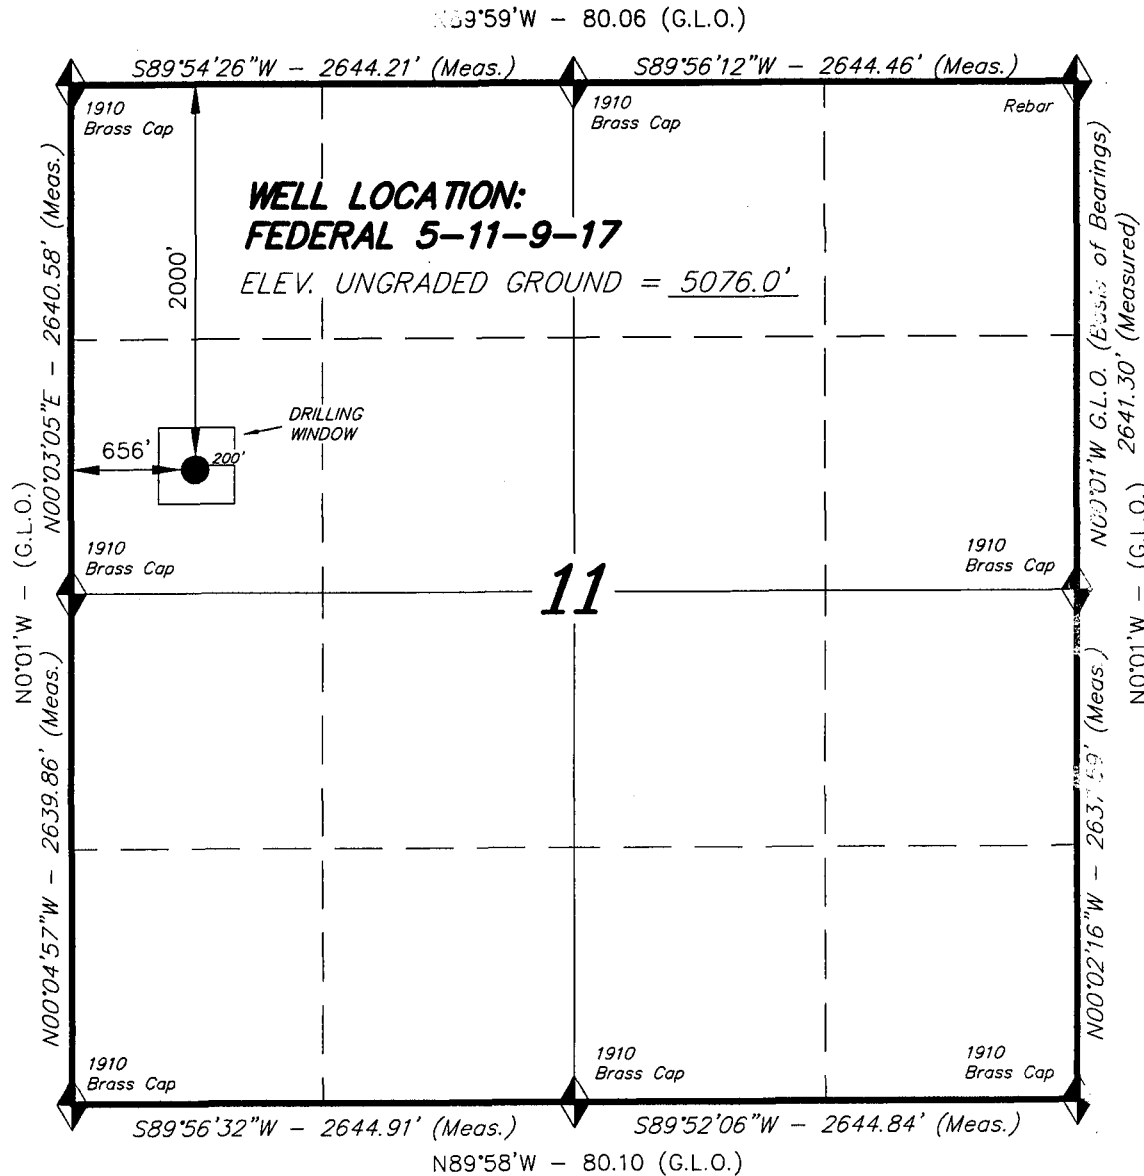 N89°59'W – 80.06 (G.L.O.)
S89°54'26"W – 2644.21' (Meas.)
S89°56'12"W – 2644.46' (Meas.)
1910
Brass Cap
1910
Brass Cap
Rebar
WELL LOCATION:
FEDERAL 5–11–9–17
ELEV. UNGRADED GROUND = 5076.0'
2000'
N00°03'05"E – 2640.58' (Meas.)
N00°01'W G.L.O. (Basis of Bearings)
2641.30' (Measured)
DRILLING
WINDOW
656'
200'
N0°01'W – (G.L.O.)
N0°01'W – (G.L.O.)
1910
Brass Cap
1910
Brass Cap
11
N00°04'57"W – 2639.86' (Meas.)
N00°02'16"W – (Meas.)
1910
Brass Cap
1910
Brass Cap
1910
Brass Cap
S89°56'32"W – 2644.91' (Meas.)
S89°52'06"W – 2644.84' (Meas.)
N89°58'W – 80.10 (G.L.O.)